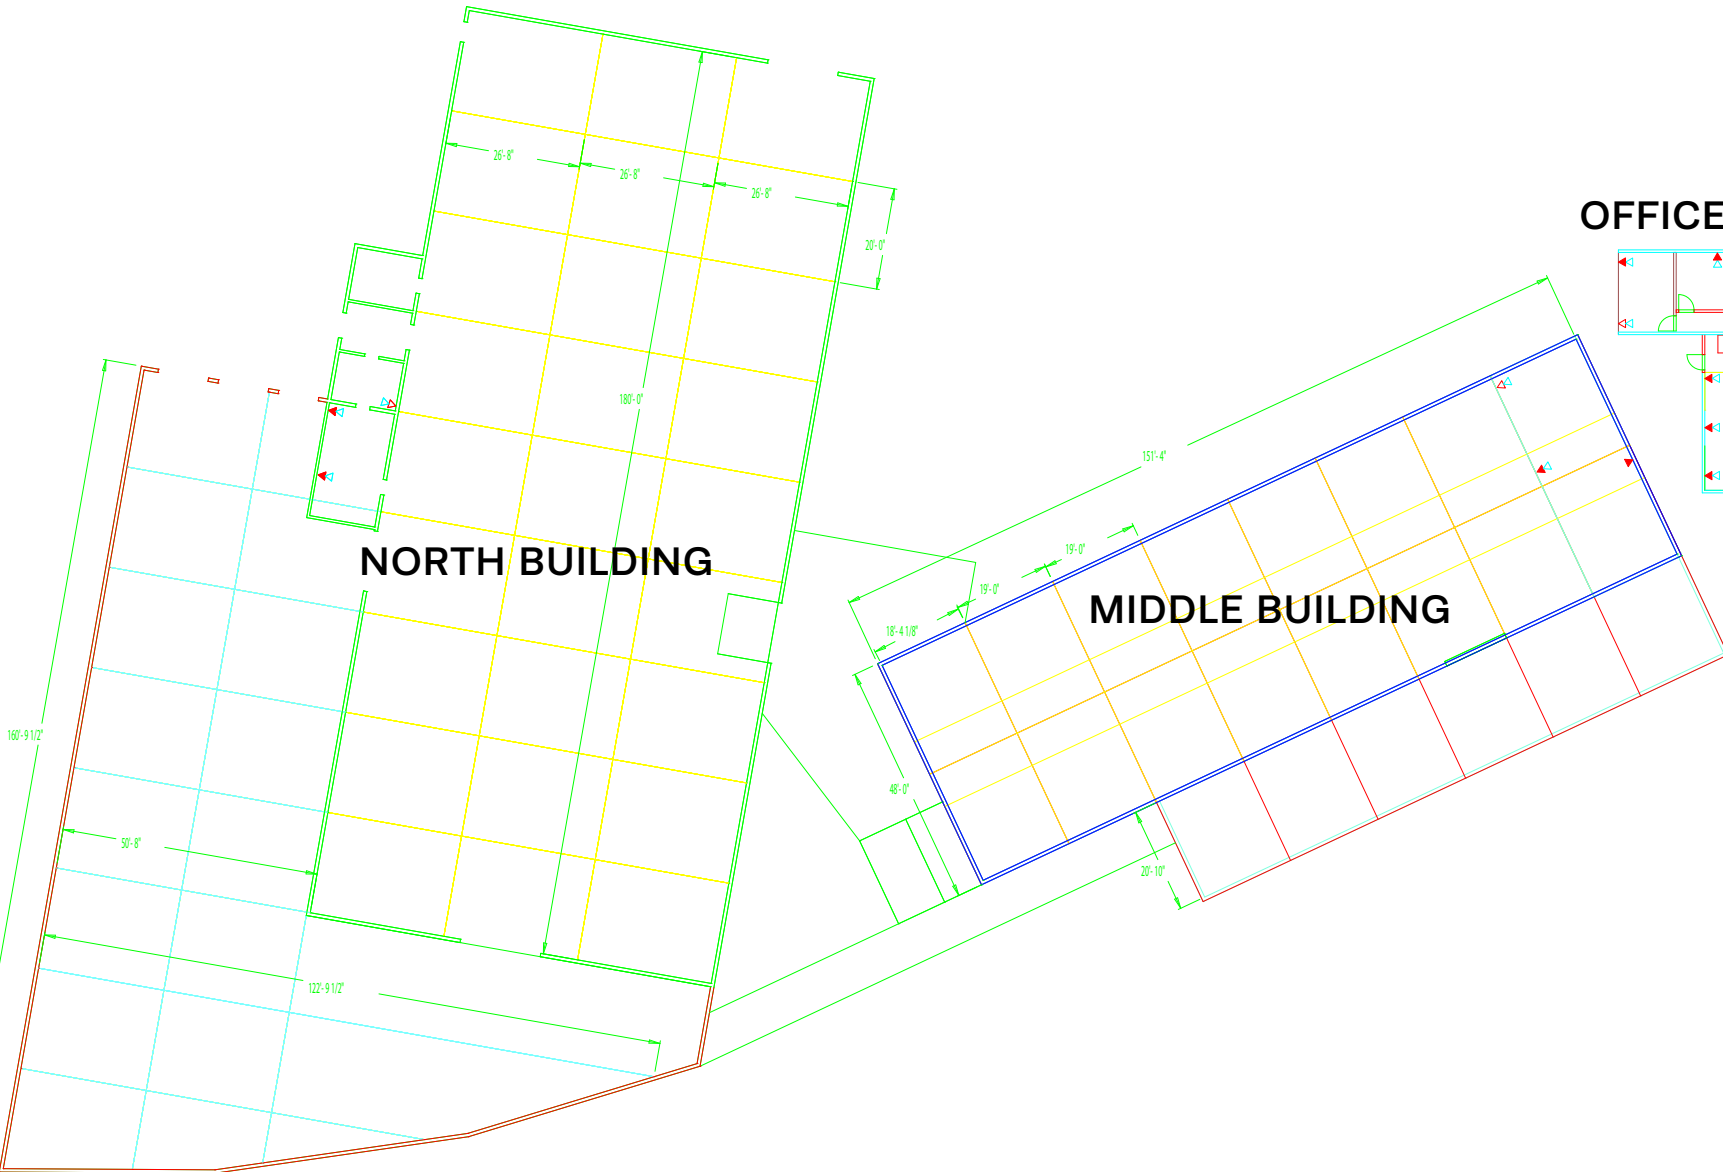 26'- 8"
26'- 8"
26'- 8"
OFFICE
20'- 0"
180'- 0"
151'- 4"
NORTH BUILDING
19'- 0"
19'- 0"
MIDDLE BUILDING
18'- 4 1/8"
160'- 9 1/2"
48'- 0"
50'- 8"
20'- 10"
122'- 9 1/2"